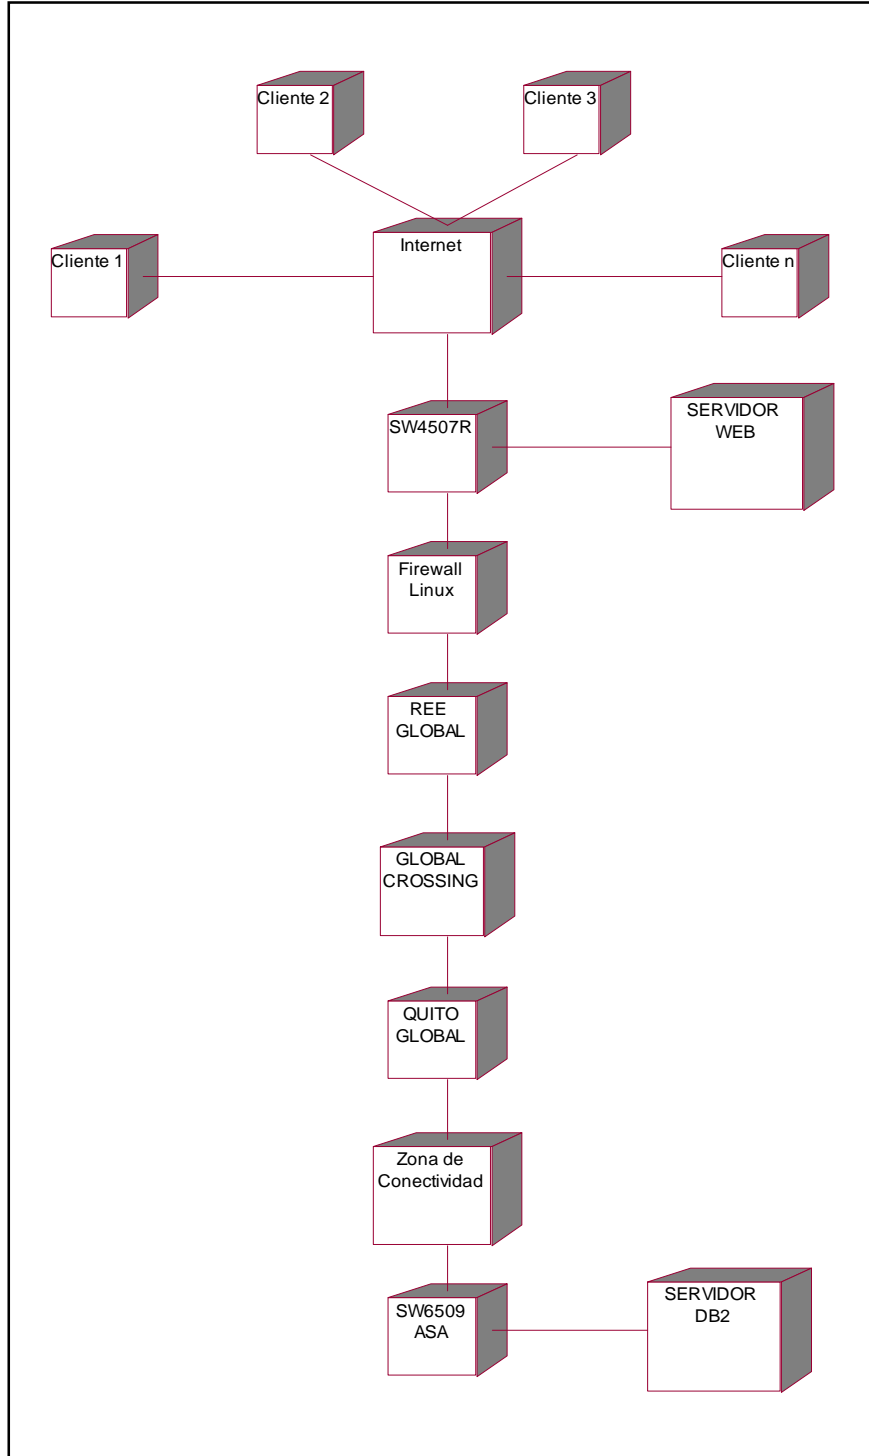 Cliente 2
Cliente 3
Internet
Cliente 1
Cliente n
SW4507R
SERVIDOR
WEB
Firewall
Linux
REE
GLOBAL
GLOBAL
CROSSING
QUITO
GLOBAL
Zona de
Conectividad
SW6509
ASA
SERVIDOR
DB2